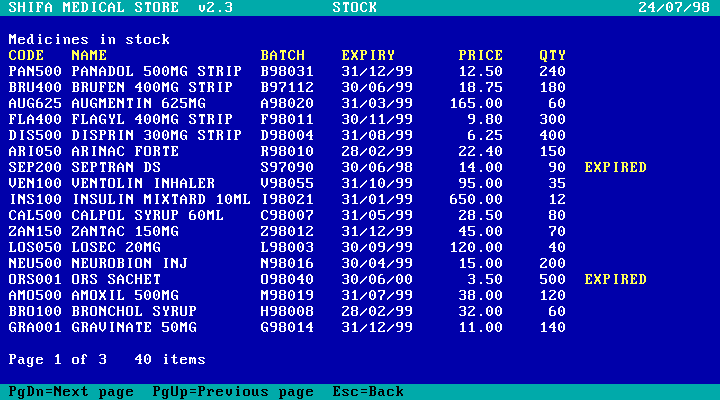 SHIFA MEDICAL STORE v2.3 STOCK 24/07/98
Medicines in stock
CODE NAME BATCH EXPIRY PRICE QTY
PAN500 PANADOL 500MG STRIP B98031 31/12/99 12.50 240
BRU400 BRUFEN 400MG STRIP B97112 30/06/99 18.75 180
AUG625 AUGMENTIN 625MG A98020 31/03/99 165.00 60
FLA400 FLAGYL 400MG STRIP F98011 30/11/99 9.80 300
DIS500 DISPRIN 300MG STRIP D98004 31/08/99 6.25 400
ARI050 ARINAC FORTE R98010 28/02/99 22.40 150
SEP200 SEPTRAN DS S97090 30/06/98 14.00 90 EXPIRED
VEN100 VENTOLIN INHALER V98055 31/10/99 95.00 35
INS100 INSULIN MIXTARD 10ML I98021 31/01/99 650.00 12
CAL500 CALPOL SYRUP 60ML C98007 31/05/99 28.50 80
ZAN150 ZANTAC 150MG Z98012 31/12/99 45.00 70
LOS050 LOSEC 20MG L98003 30/09/99 120.00 40
NEU500 NEUROBION INJ N98016 30/04/99 15.00 200
ORS001 ORS SACHET O98040 30/06/00 3.50 500 EXPIRED
AMO500 AMOXIL 500MG M98019 31/07/99 38.00 120
BRO100 BRONCHOL SYRUP H98008 28/02/99 32.00 60
GRA001 GRAVINATE 50MG G98014 31/12/99 11.00 140
Page 1 of 3 40 items
PgDn=Next page PgUp=Previous page Esc=Back